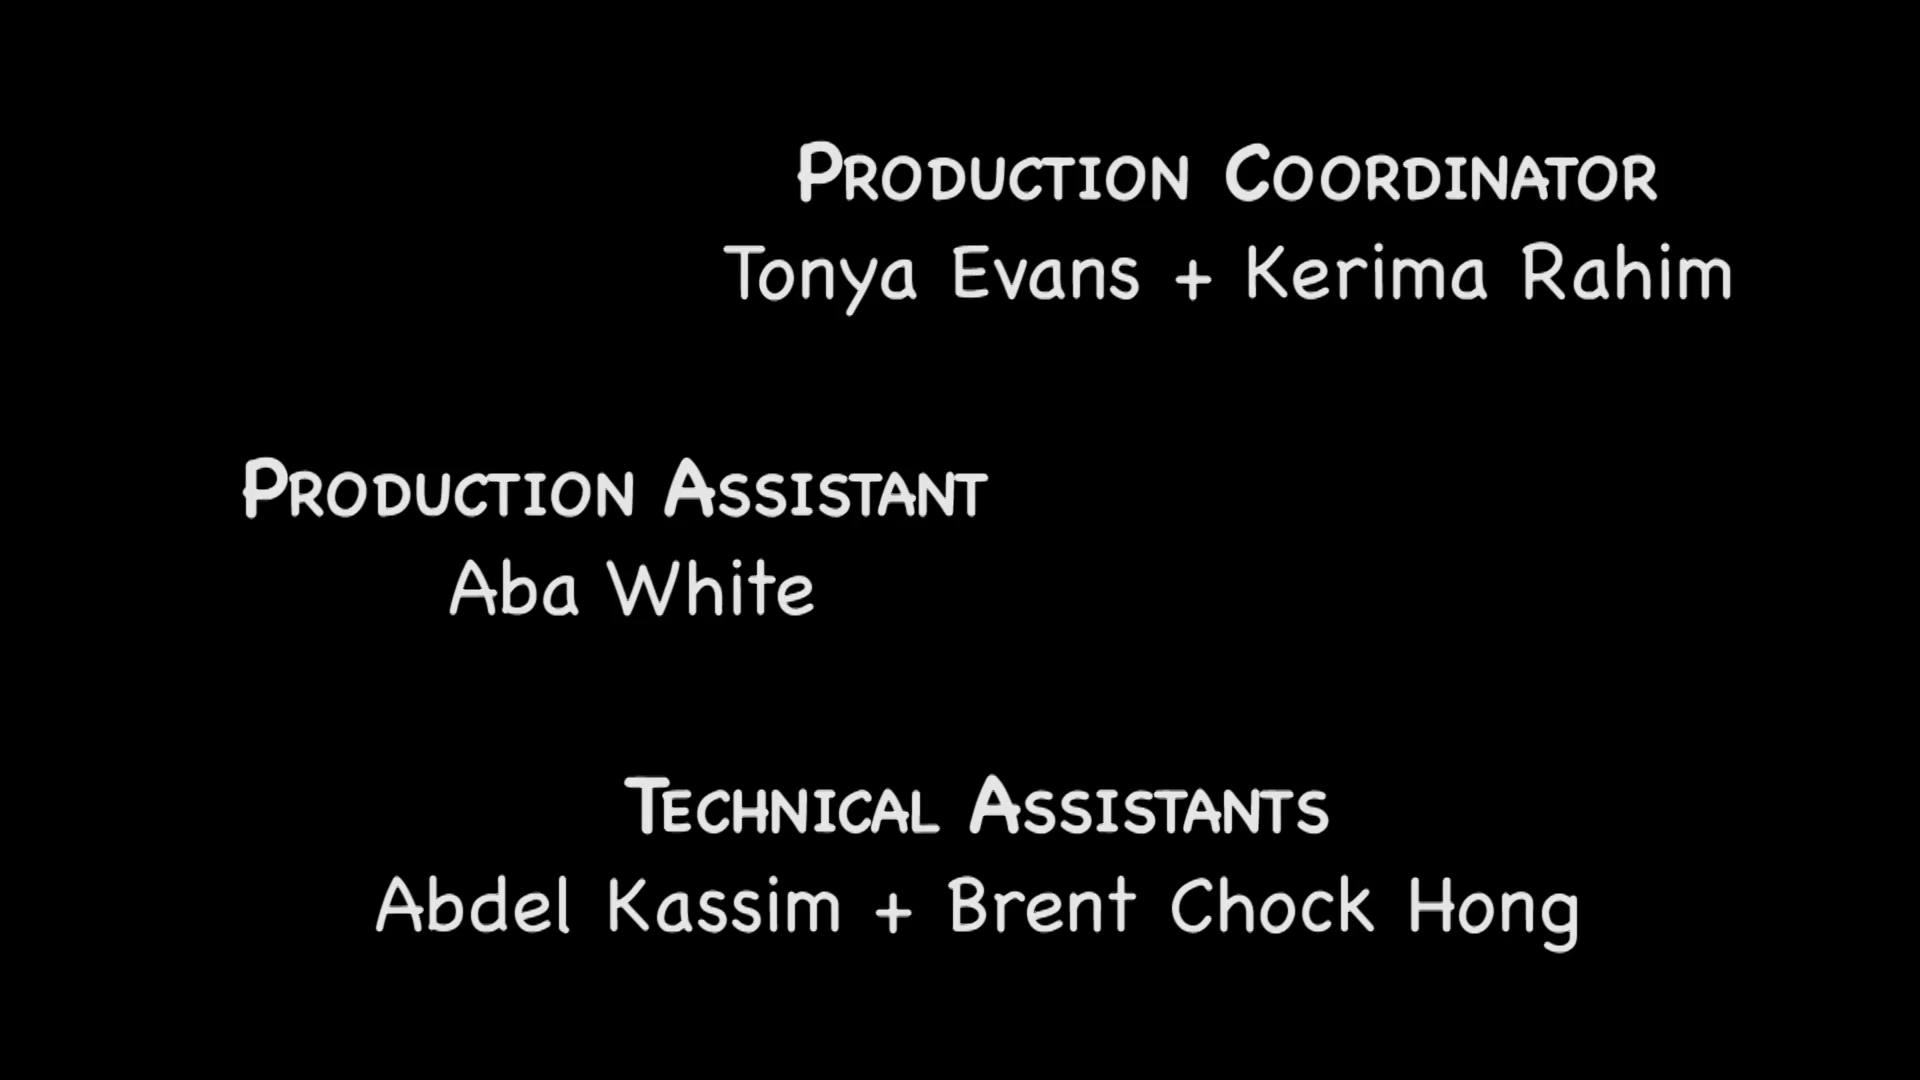 Production Coordinator
Tonya Evans + Kerima Rahim
Production Assistant
Aba White
Technical Assistants
Abdel Kassim + Brent Chock Hong